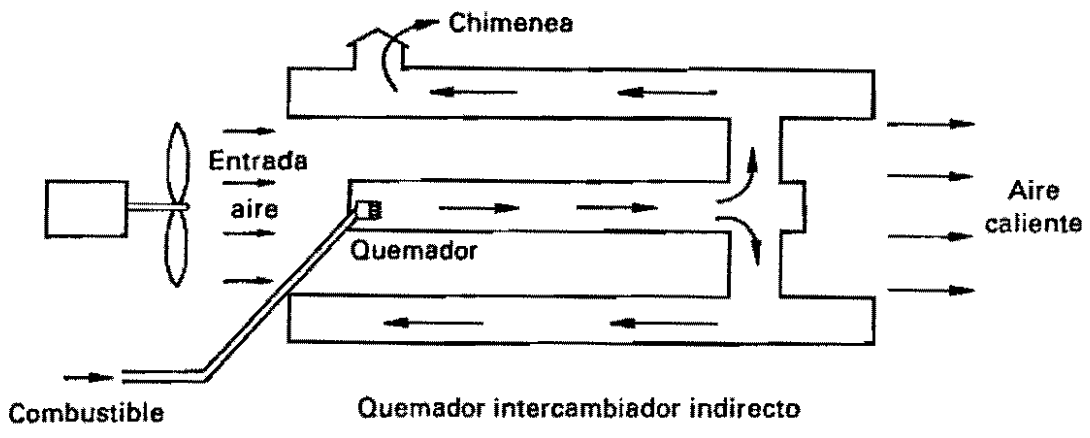 Chimenea
Entrada
aire
Aire
caliente
Quemador
Combustible
Quemador intercambiador indirecto